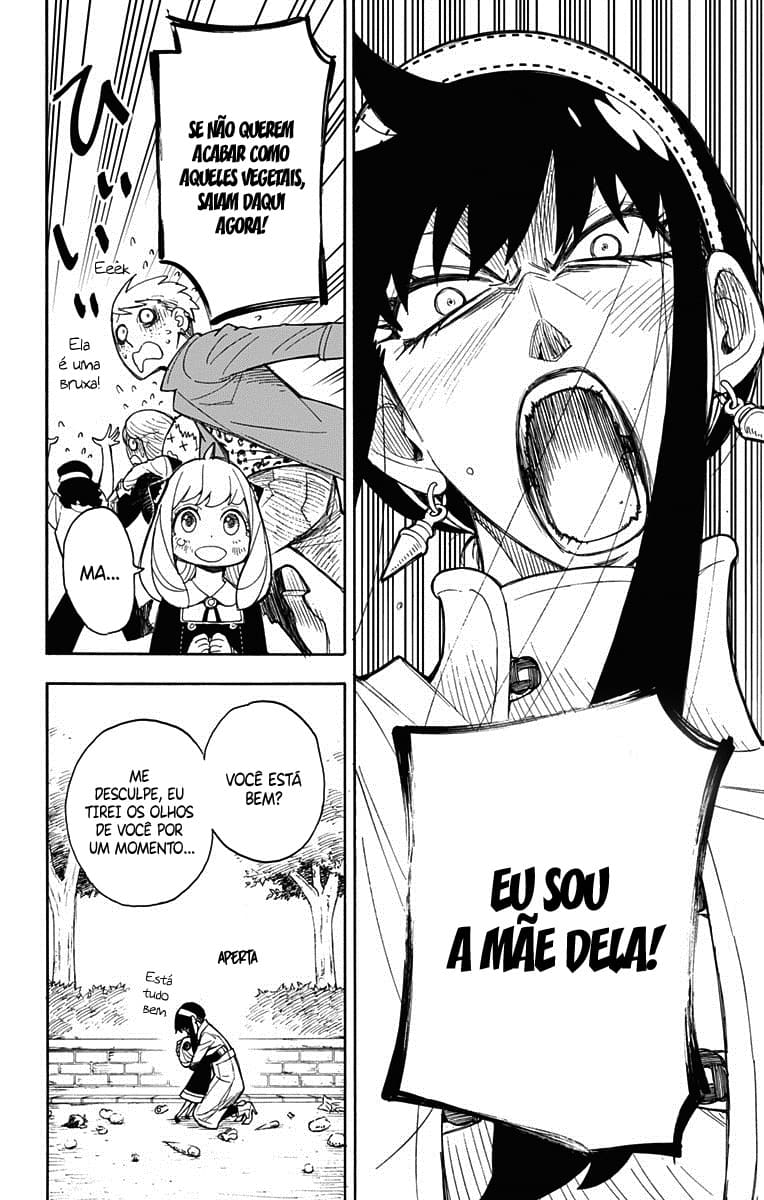 EU SOU
A MÃE DELA!
SE NÃO QUEREM
ACABAR COMO
AQUELES VEGETAIS,
SAIAM DAQUI
AGORA!
ひいい
Eeek
Ela
é uma
bruxa!
MA...
VOCÊ ESTÁ
BEM?
ME
DESCULPE, EU
TIREI OS OLHOS
DE VOCÊ POR
UM MOMENTO...
APERTA
Está
tudo
bem